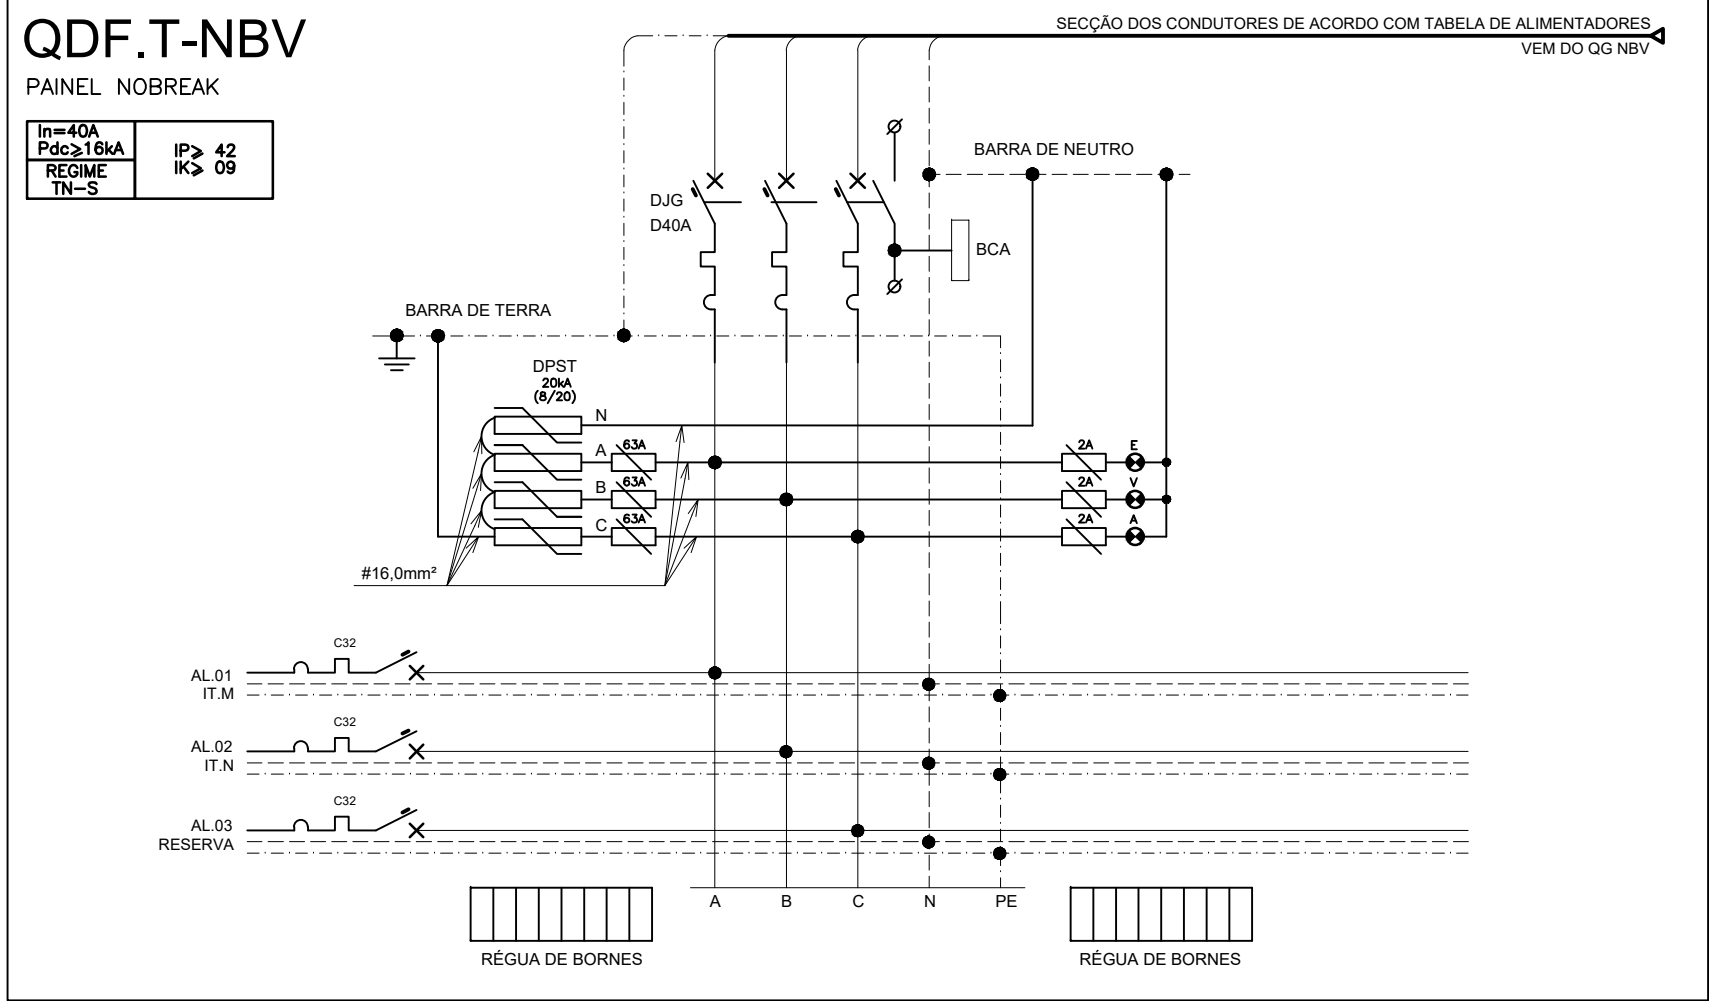 QDF.T-NBV
PAINEL NOBREAK
In=40A
Pdc≥16kA
REGIME
TN-S
IP≥ 42
IK≥ 09
SECÇÃO DOS CONDUTORES DE ACORDO COM TABELA DE ALIMENTADORES
VEM DO QG NBV
BARRA DE NEUTRO
DJG
D40A
BCA
BARRA DE TERRA
DPST
20kA
(8/20)
N
A 63A 2A E
B 63A 2A V
C 63A 2A A
#16,0mm²
C32
AL.01
IT.M
C32
AL.02
IT.N
C32
AL.03
RESERVA
A B C N PE
RÉGUA DE BORNES
RÉGUA DE BORNES